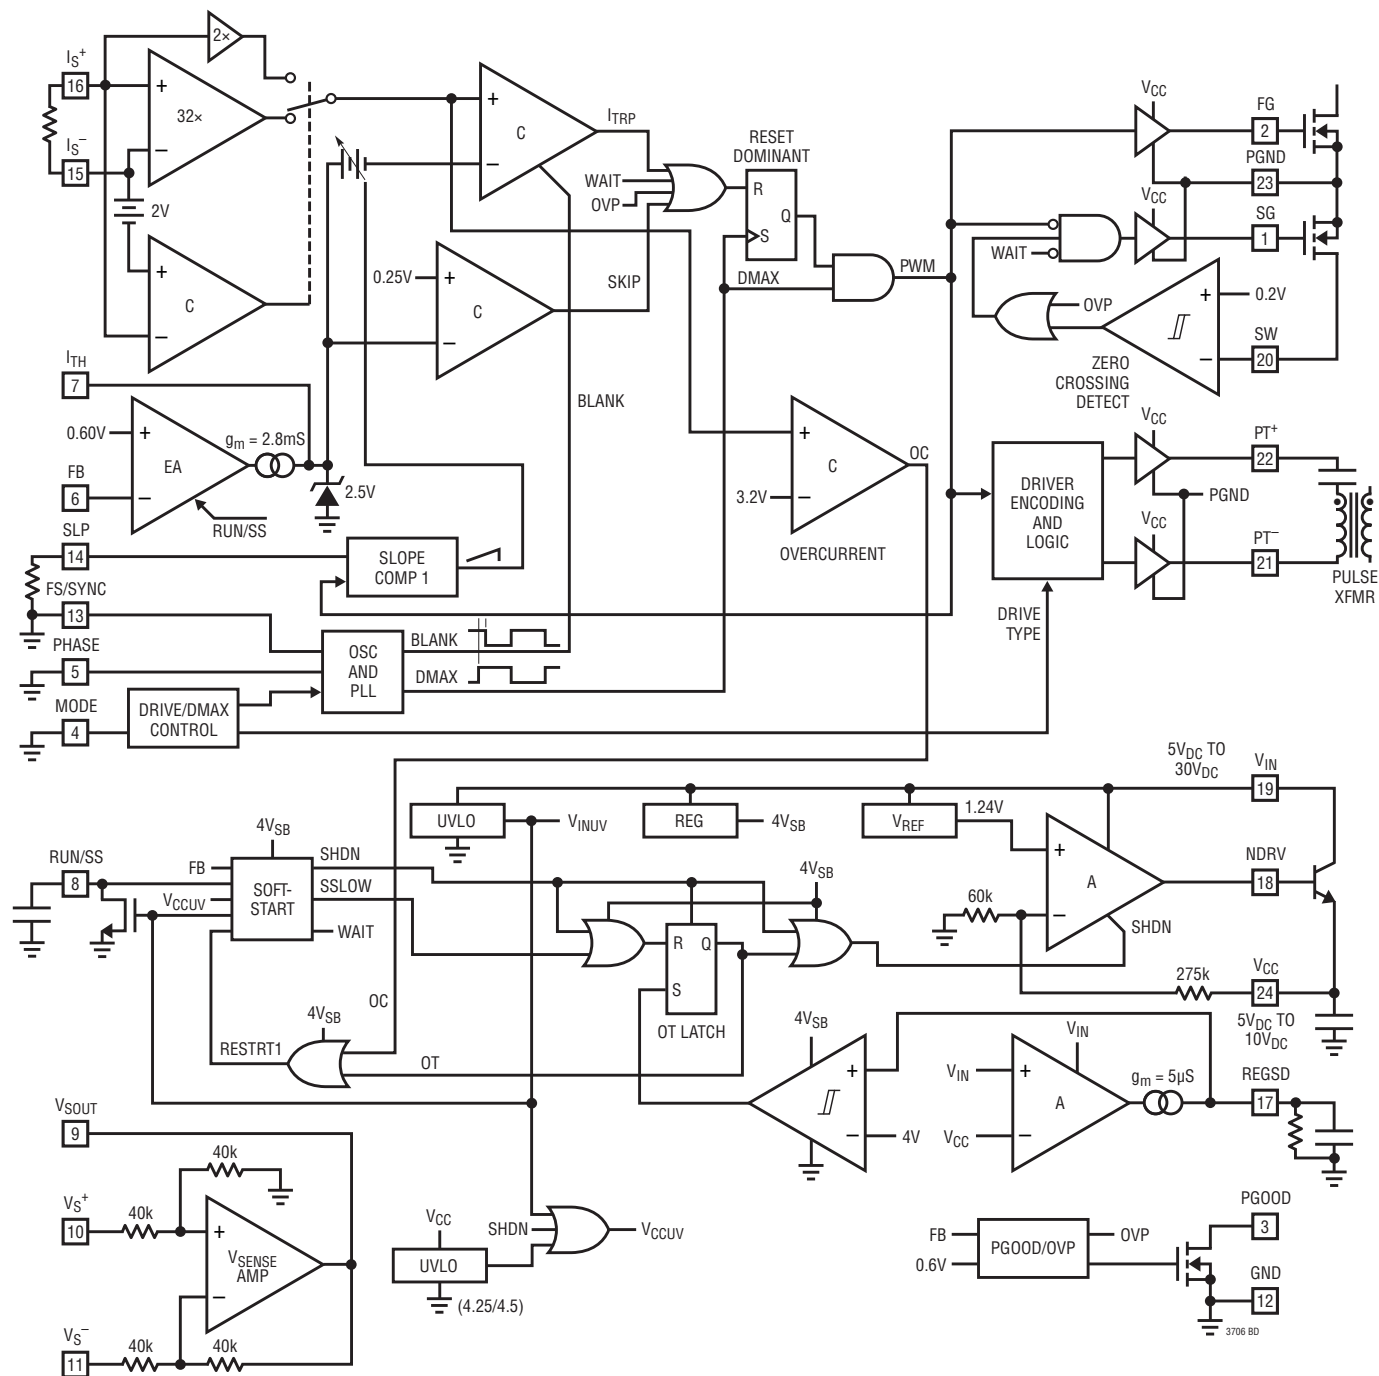 2×
IS+
16
32×
+
–
IS–
15
2V
+
C
–
+
C
–
ITRP
RESET
DOMINANT
WAIT
OVP
R
Q
S
0.25V
+
C
–
SKIP
DMAX
PWM
VCC
FG
2
PGND
23
VCC
SG
1
WAIT
OVP
+
0.2V
–
SW
20
ZERO
CROSSING
DETECT
ITH
7
BLANK
0.60V
+
EA
–
gm = 2.8mS
FB
6
2.5V
RUN/SS
+
C
–
OC
3.2V
OVERCURRENT
DRIVER
ENCODING
AND
LOGIC
VCC
PT+
22
PGND
VCC
PT–
21
PULSE
XFMR
DRIVE
TYPE
SLP
14
SLOPE
COMP 1
FS/SYNC
13
PHASE
5
OSC
AND
PLL
BLANK
DMAX
MODE
4
DRIVE/DMAX
CONTROL
5VDC TO
30VDC
VIN
19
UVLO
VINUV
REG
4VSB
VREF
1.24V
+
A
–
NDRV
18
60k
SHDN
275k
VCC
24
5VDC TO
10VDC
RUN/SS
8
4VSB
FB
VCCUV
SOFT-
START
SHDN
SSLOW
WAIT
4VSB
R
Q
S
OT LATCH
OC
4VSB
RESTRT1
OT
4VSB
+
–
4V
VIN
VIN
+
A
VCC
–
gm = 5µS
REGSD
17
VSOUT
9
40k
VS+
10
40k
+
VSENSE
AMP
–
VS–
11
40k
40k
VCC
UVLO
(4.25/4.5)
SHDN
VCCUV
FB
0.6V
PGOOD/OVP
OVP
PGOOD
3
GND
12
3706 BD